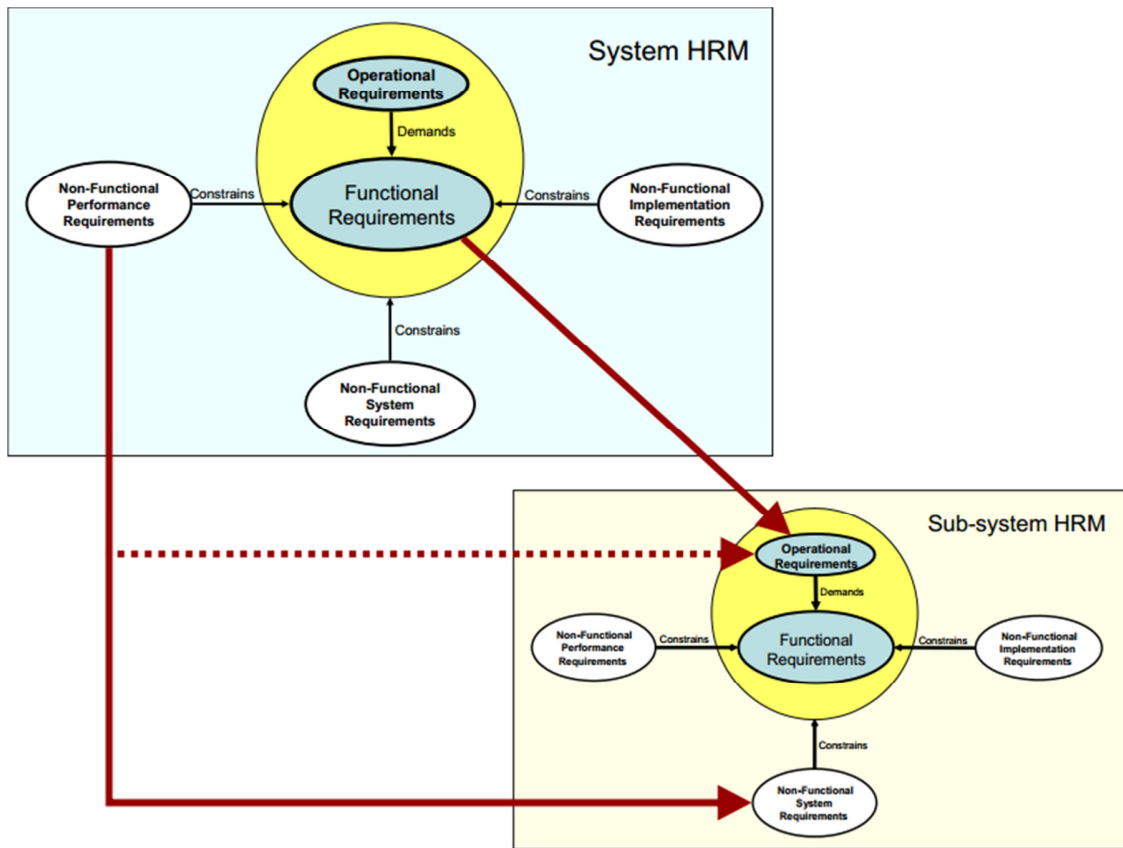 System HRM
Operational
Requirements
Demands
Non-Functional
Performance
Requirements
Constrains
Functional
Requirements
Constrains
Non-Functional
Implementation
Requirements
Constrains
Non-Functional
System
Requirements
Sub-system HRM
Operational
Requirements
Demands
Non-Functional
Performance
Requirements
Constrains
Functional
Requirements
Constrains
Non-Functional
Implementation
Requirements
Constrains
Non-Functional
System
Requirements